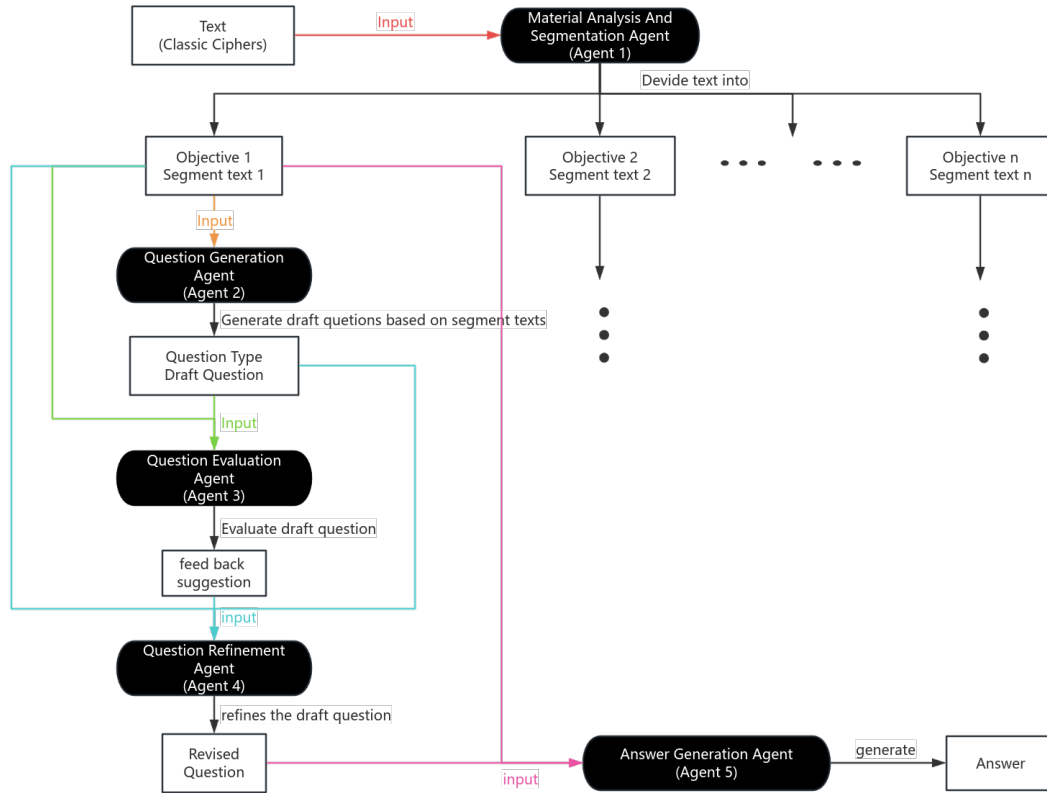 Text
(Classic Ciphers)
Input
Material Analysis And
Segmentation Agent
(Agent 1)
Devide text into
Objective 1
Segment text 1
Objective 2
Segment text 2
Objective n
Segment text n
Input
Question Generation
Agent
(Agent 2)
Generate draft quetions based on segment texts
Question Type
Draft Question
Input
Question Evaluation
Agent
(Agent 3)
Evaluate draft question
feed back
suggestion
input
Question Refinement
Agent
(Agent 4)
refines the draft question
Revised
Question
input
Answer Generation Agent
(Agent 5)
generate
Answer